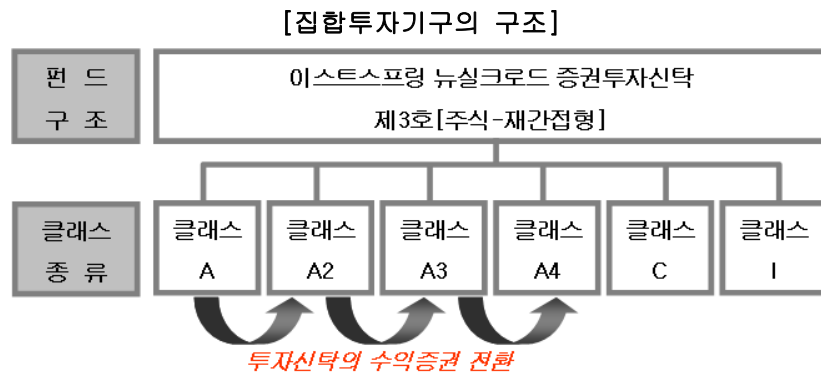 [집합투자기구의 구조]
펀 드
구 조
이스트스프링 뉴실크로드 증권투자신탁
제3호[주식-재간접형]
클래스
종 류
클래스
A
클래스
A2
클래스
A3
클래스
A4
클래스
C
클래스
I
투자신탁의 수익증권 전환